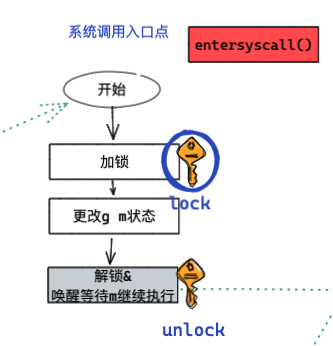 系统调用入口点
entersyscall()
开始
加锁
lock
更改g m状态
解锁&
唤醒等待m继续执行
unlock